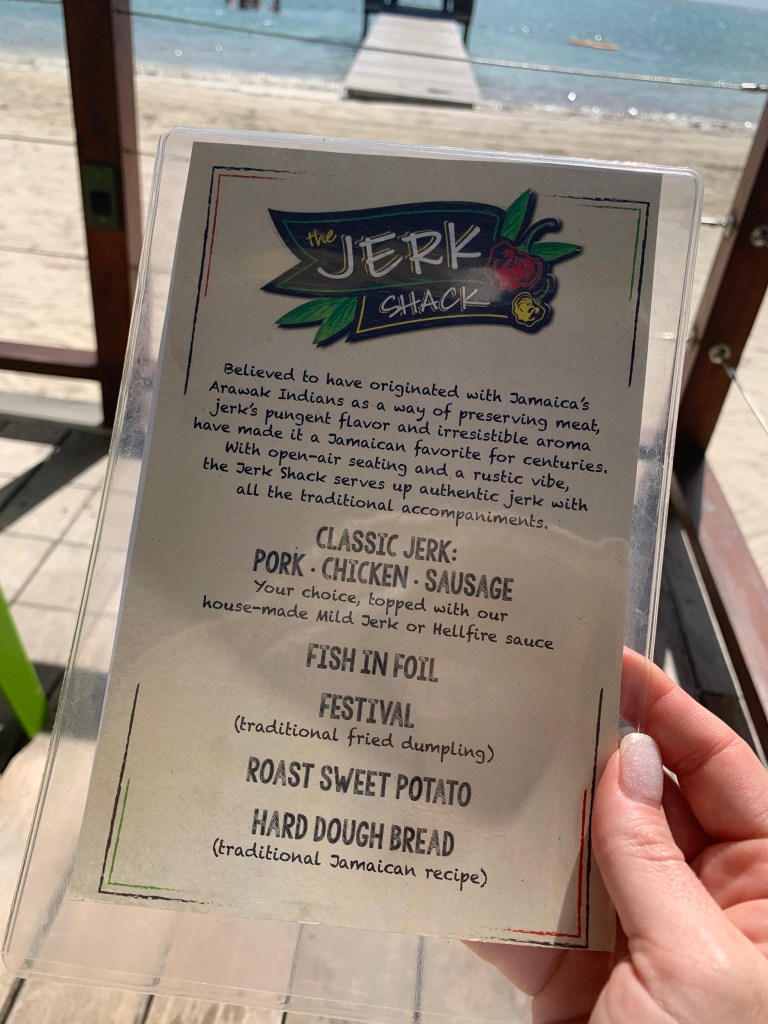 the
JERK
SHACK
Believed to have originated with Jamaica's
Arawak Indians as a way of preserving meat,
jerk's pungent flavor and irresistible aroma
have made it a Jamaican favorite for centuries.
With open-air seating and a rustic vibe,
the Jerk Shack serves up authentic jerk with
all the traditional accompaniments.
CLASSIC JERK:
PORK · CHICKEN · SAUSAGE
Your choice, topped with our
house-made Mild Jerk or Hellfire sauce
FISH IN FOIL
FESTIVAL
(traditional fried dumpling)
ROAST SWEET POTATO
HARD DOUGH BREAD
(traditional Jamaican recipe)